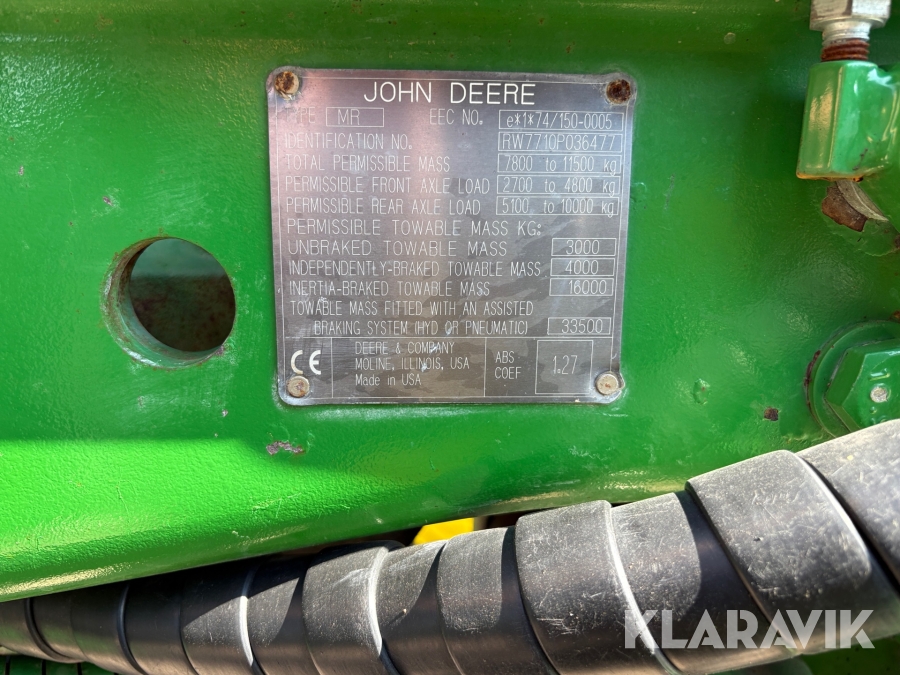 JOHN DEERE
TYPE MR EEC NO. e*1*74/150-0005
IDENTIFICATION NO. RW7710P036477
TOTAL PERMISSIBLE MASS 7800 to 11500 kg
PERMISSIBLE FRONT AXLE LOAD 2700 to 4800 kg
PERMISSIBLE REAR AXLE LOAD 5100 to 10000 kg
PERMISSIBLE TOWABLE MASS KG:
UNBRAKED TOWABLE MASS 3000
INDEPENDENTLY-BRAKED TOWABLE MASS 4000
INERTIA-BRAKED TOWABLE MASS 16000
TOWABLE MASS FITTED WITH AN ASSISTED
BRAKING SYSTEM (HYD OR PNEUMATIC) 33500
CE
DEERE & COMPANY
MOLINE, ILLINOIS, USA
Made in USA
ABS
COEF
1.27
KLARAVIK